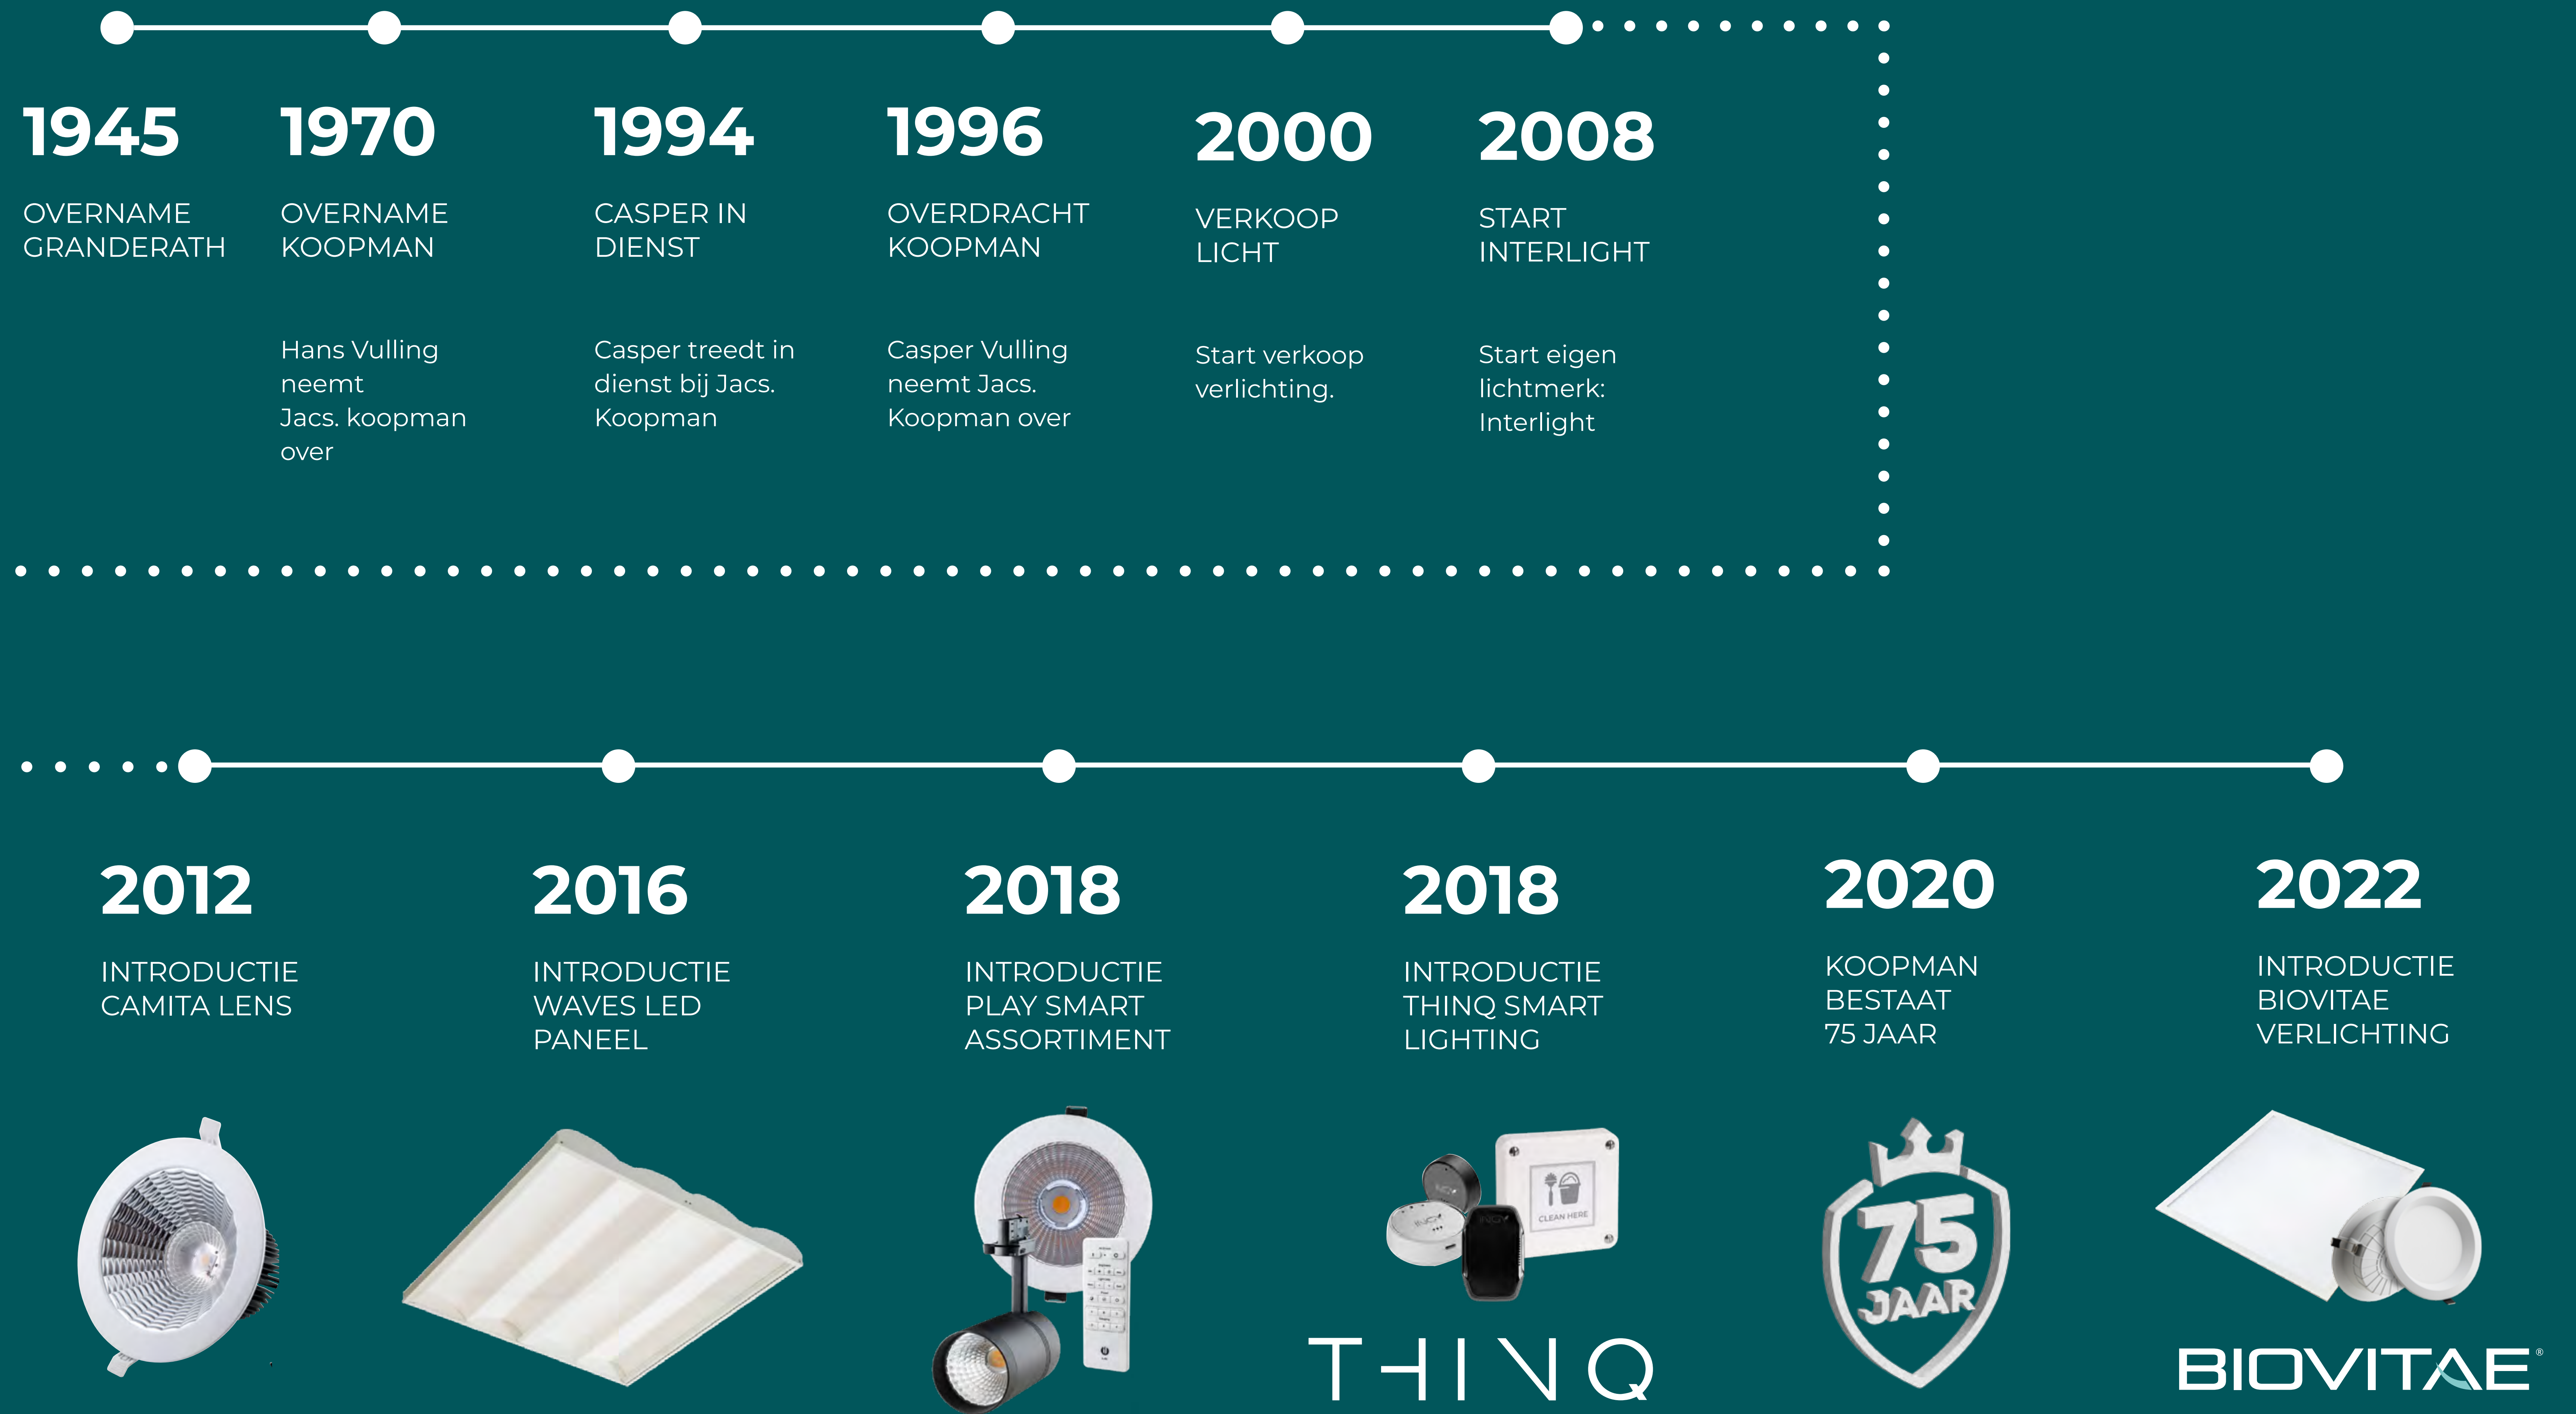 1945
OVERNAME
GRANDERATH
1970
OVERNAME
KOOPMAN
Hans Vulling
neemt
Jacs. koopman
over
1994
CASPER IN
DIENST
Casper treedt in
dienst bij Jacs.
Koopman
1996
OVERDRACHT
KOOPMAN
Casper Vulling
neemt Jacs.
Koopman over
2000
VERKOOP
LICHT
Start verkoop
verlichting.
2008
START
INTERLIGHT
Start eigen
lichtmerk:
Interlight
2012
INTRODUCTIE
CAMITA LENS
2016
INTRODUCTIE
WAVES LED
PANEEL
2018
INTRODUCTIE
PLAY SMART
ASSORTIMENT
2018
INTRODUCTIE
THINQ SMART
LIGHTING
CLEAN HERE
INGY
INGY
THINQ
2020
KOOPMAN
BESTAAT
75 JAAR
75
JAAR
2022
INTRODUCTIE
BIOVITAE
VERLICHTING
BIOVITAE®